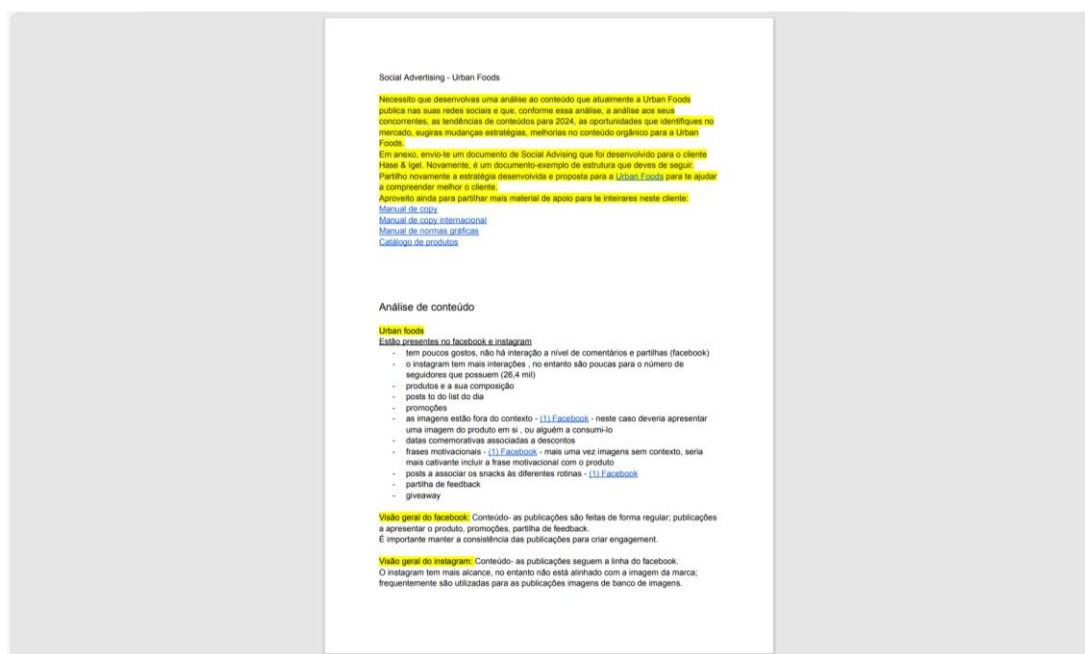 Social Advertising - Urban Foods
Necessito que desenvolvas uma análise ao conteúdo que atualmente a Urban Foods
publica nas suas redes sociais e que, conforme essa análise, a análise aos seus
concorrentes, as tendências de conteúdos para 2024, as oportunidades que identifiques no
mercado, sugiras mudanças estratégias, melhorias no conteúdo orgânico para a Urban
Foods.
Em anexo, envio-te um documento de Social Advising que foi desenvolvido para o cliente
Hase & Igel. Novamente, é um documento-exemplo de estrutura que deves de seguir.
Partilho novamente a estratégia desenvolvida e proposta para a Urban Foods para te ajudar
a compreender melhor o cliente.
Aproveito ainda para partilhar mais material de apoio para te inteirares neste cliente:
Manual de copy
Manual de copy internacional
Manual de normas gráficas
Catálogo de produtos
Análise de conteúdo
Urban foods
Estão presentes no facebook e instagram
- tem poucos gostos, não há interação a nível de comentários e partilhas (facebook)
- o instagram tem mais interações , no entanto são poucas para o número de
seguidores que possuem (26,4 mil)
- produtos e a sua composição
- posts to do list do dia
- promoções
- as imagens estão fora do contexto - (1) Facebook - neste caso deveria apresentar
uma imagem do produto em si , ou alguém a consumi-lo
- datas comemorativas associadas a descontos
- frases motivacionais - (1) Facebook - mais uma vez imagens sem contexto, seria
mais cativante incluir a frase motivacional com o produto
- posts a associar os snacks às diferentes rotinas - (1) Facebook
- partilha de feedback
- giveaway
Visão geral do facebook: Conteúdo- as publicações são feitas de forma regular; publicações
a apresentar o produto, promoções, partilha de feedback.
É importante manter a consistência das publicações para criar engagement.
Visão geral do instagram: Conteúdo- as publicações seguem a linha do facebook.
O instagram tem mais alcance, no entanto não está alinhado com a imagem da marca;
frequentemente são utilizadas para as publicações imagens de banco de imagens.